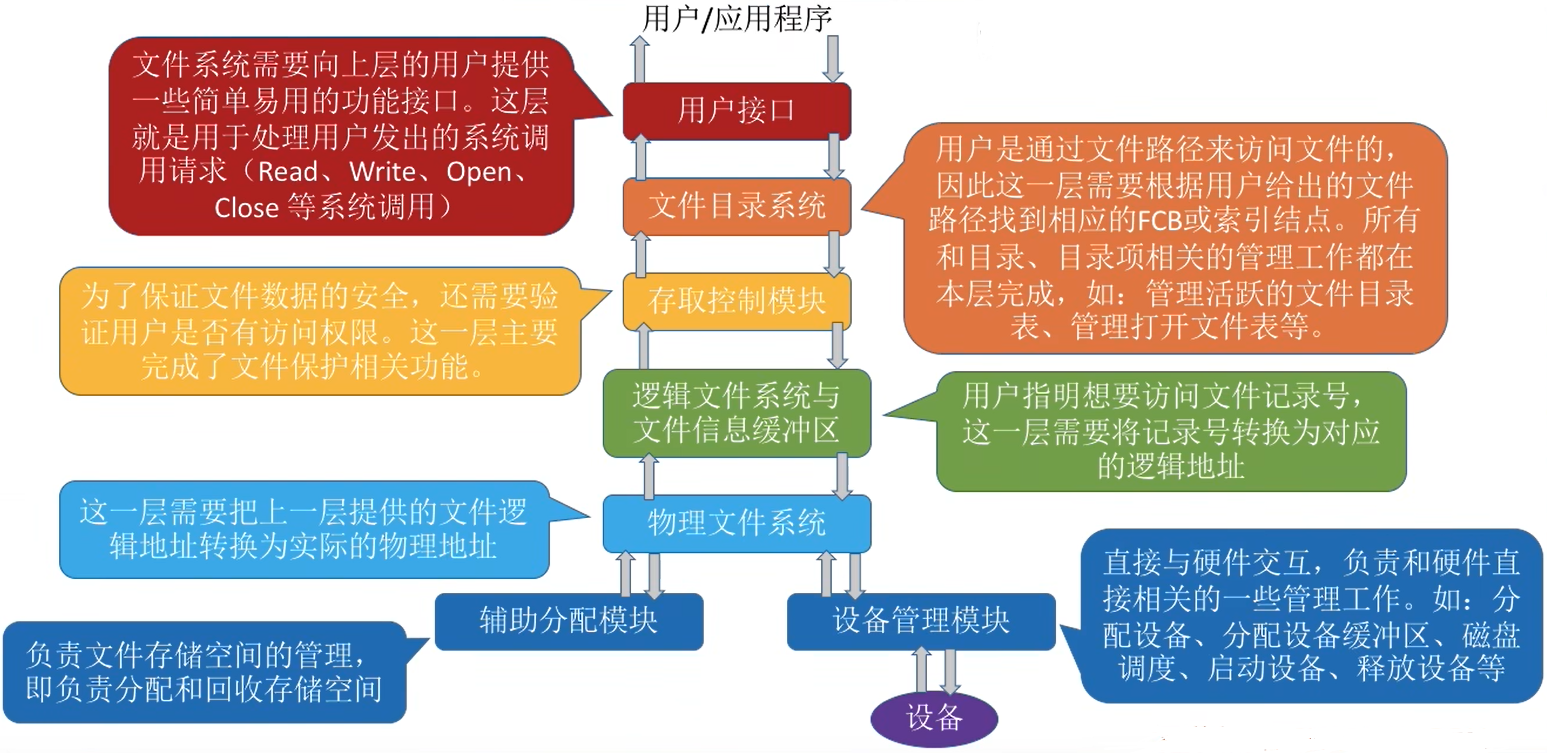 用户/应用程序
文件系统需要向上层的用户提供
一些简单易用的功能接口。这层
就是用于处理用户发出的系统调
用请求（Read、Write、Open、
Close 等系统调用）
用户接口
文件目录系统
用户是通过文件路径来访问文件的，
因此这一层需要根据用户给出的文件
路径找到相应的FCB或索引结点。所有
和目录、目录项相关的管理工作都在
本层完成，如：管理活跃的文件目录
表、管理打开文件表等。
为了保证文件数据的安全，还需要验
证用户是否有访问权限。这一层主要
完成了文件保护相关功能。
存取控制模块
逻辑文件系统与
文件信息缓冲区
用户指明想要访问文件记录号，
这一层需要将记录号转换为对应
的逻辑地址
这一层需要把上一层提供的文件逻
辑地址转换为实际的物理地址
物理文件系统
辅助分配模块
负责文件存储空间的管理，
即负责分配和回收存储空间
设备管理模块
直接与硬件交互，负责和硬件直
接相关的一些管理工作。如：分
配设备、分配设备缓冲区、磁盘
调度、启动设备、释放设备等
设备